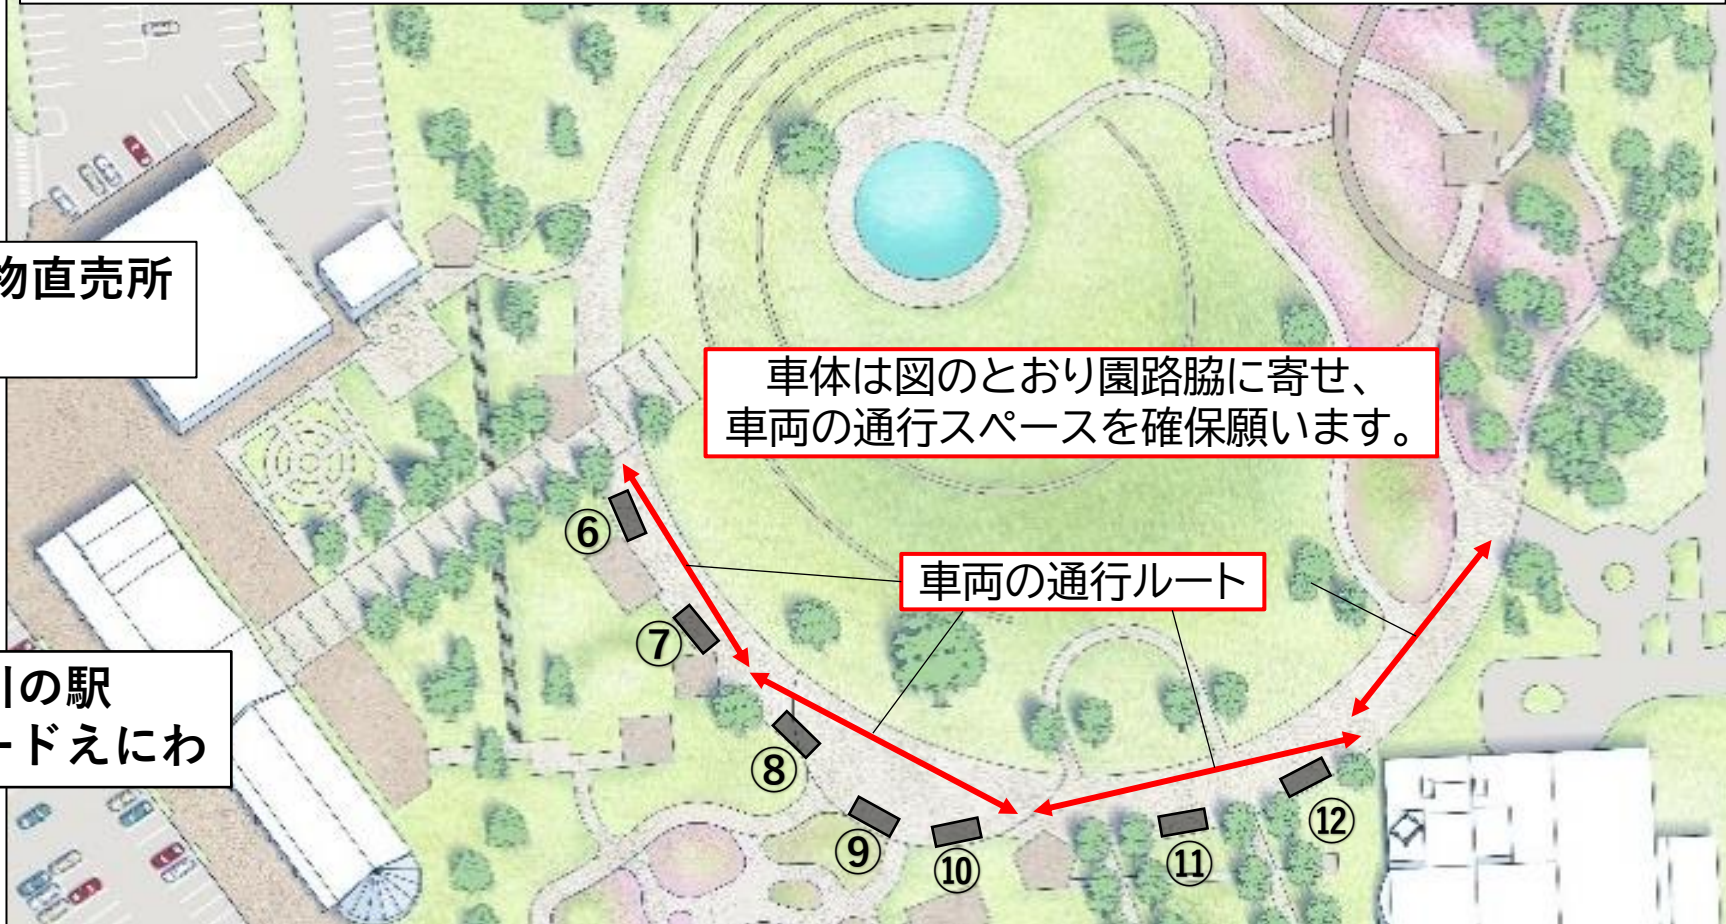 物直売所
車体は図のとおり園路脇に寄せ、
車両の通行スペースを確保願います。
⑥
車両の通行ルート
⑦
川の駅
ードえにわ
⑧
⑨
⑩
⑪
⑫